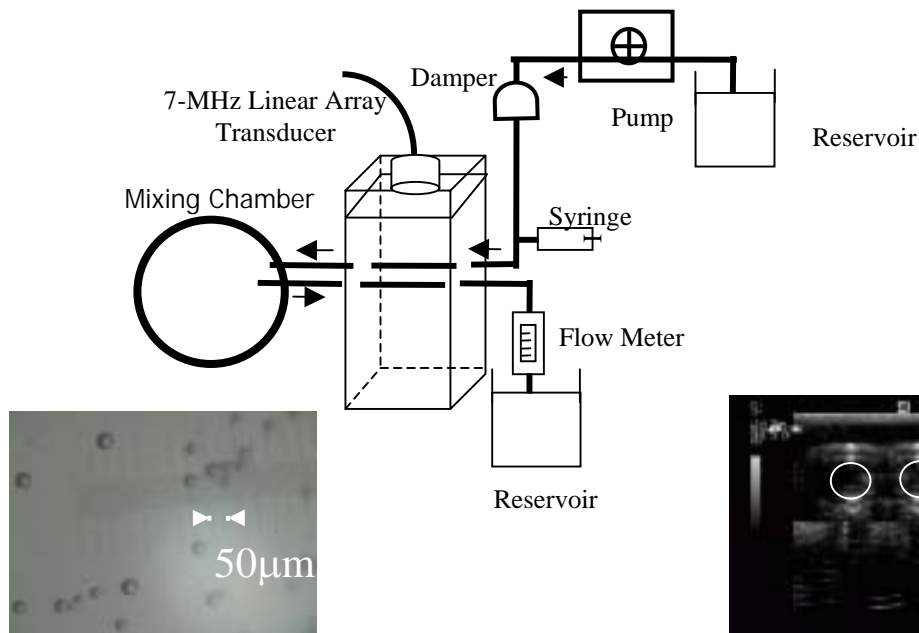 Damper
7-MHz Linear Array
Transducer
Pump
Reservoir
Mixing Chamber
Syringe
Flow Meter
Reservoir
50μm